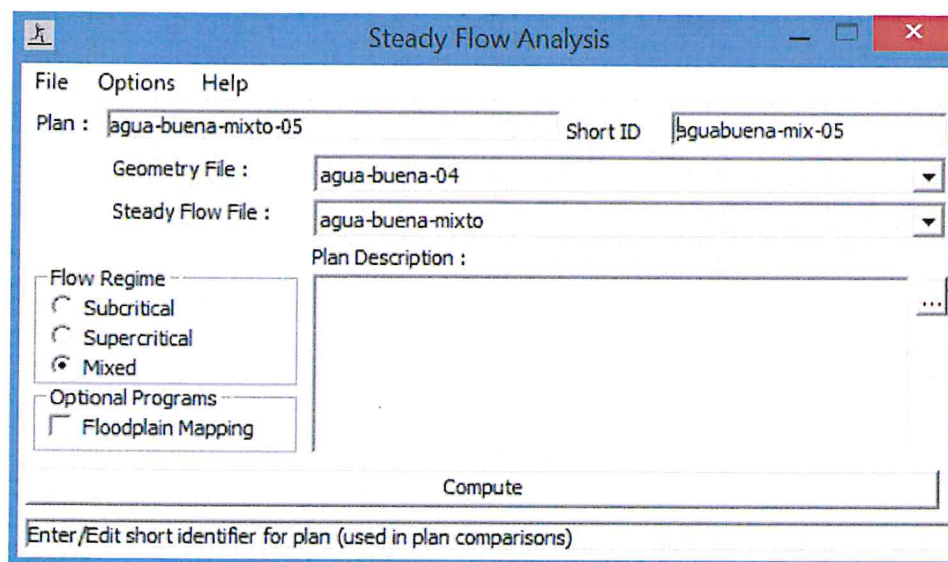 Steady Flow Analysis
File Options Help
Plan : agua-buena-mixto-05 Short ID aguabuena-mix-05
Geometry File : agua-buena-04
Steady Flow File : agua-buena-mixto
Plan Description :
Flow Regime
Subcritical
Supercritical
Mixed
...
Optional Programs
Floodplain Mapping
Compute
Enter/Edit short identifier for plan (used in plan comparisons)